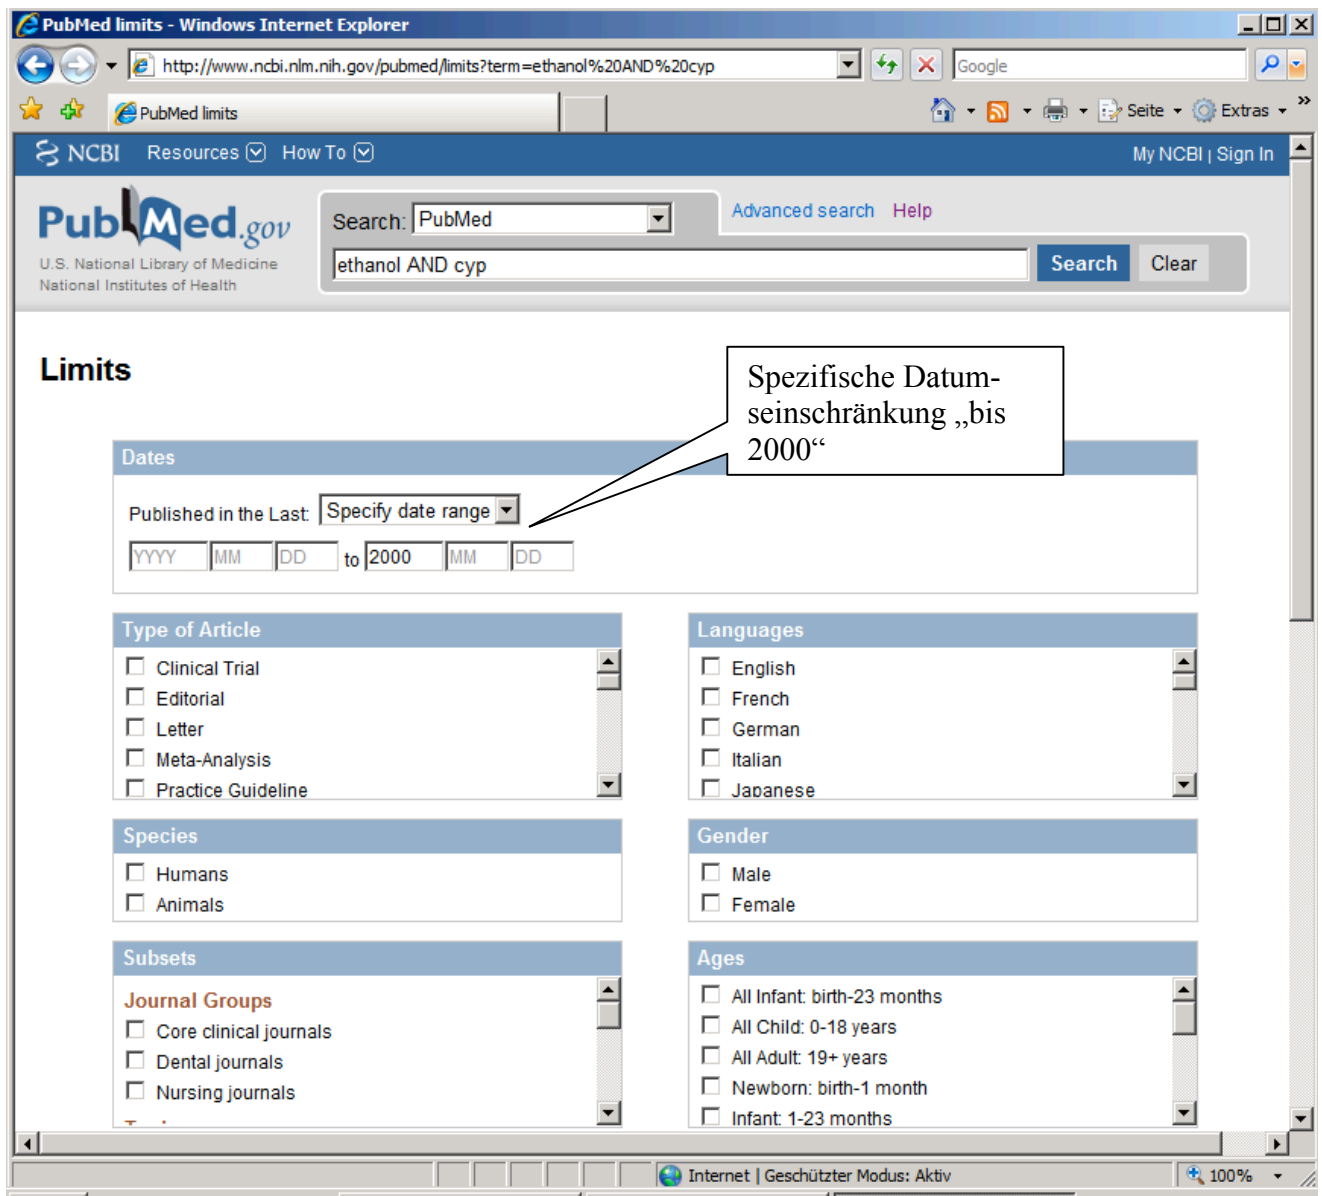 PubMed limits - Windows Internet Explorer
http://www.ncbi.nlm.nih.gov/pubmed/limits?term=ethanol%20AND%20cyp
Google
PubMed limits
Seite
Extras
»
NCBI Resources How To
My NCBI | Sign In
PubMed.gov
U.S. National Library of Medicine
National Institutes of Health
Search: PubMed
Advanced search Help
ethanol AND cyp
Search Clear
Limits
Spezifische Datum-
seinschränkung „bis
2000“
Dates
Published in the Last: Specify date range
YYYY MM DD to 2000 MM DD
Type of Article
Clinical Trial
Editorial
Letter
Meta-Analysis
Practice Guideline
Languages
English
French
German
Italian
Japanese
Species
Humans
Animals
Gender
Male
Female
Subsets
Journal Groups
Core clinical journals
Dental journals
Nursing journals
Ages
All Infant: birth-23 months
All Child: 0-18 years
All Adult: 19+ years
Newborn: birth-1 month
Infant: 1-23 months
Internet | Geschützter Modus: Aktiv
100%